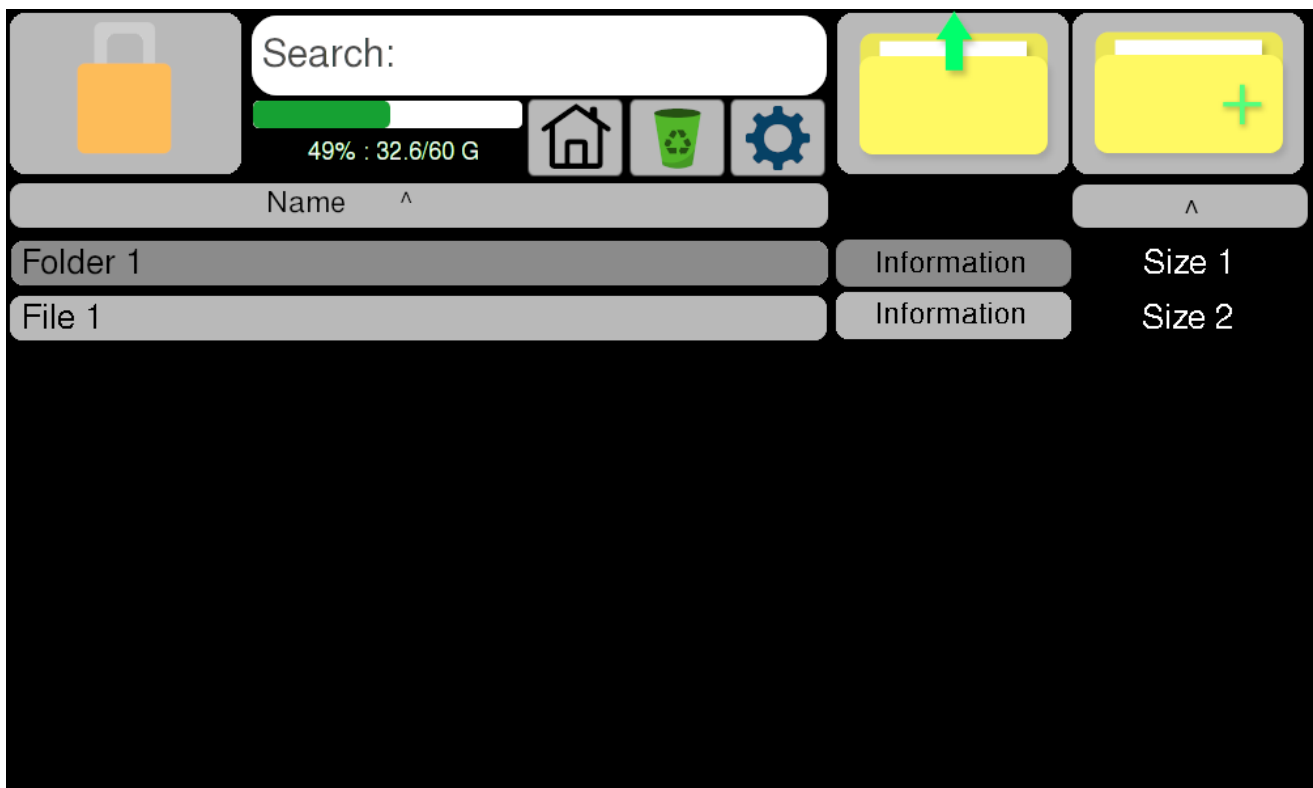 Search:
49% : 32.6/60 G
Name ^
^
Folder 1 Information Size 1
File 1 Information Size 2